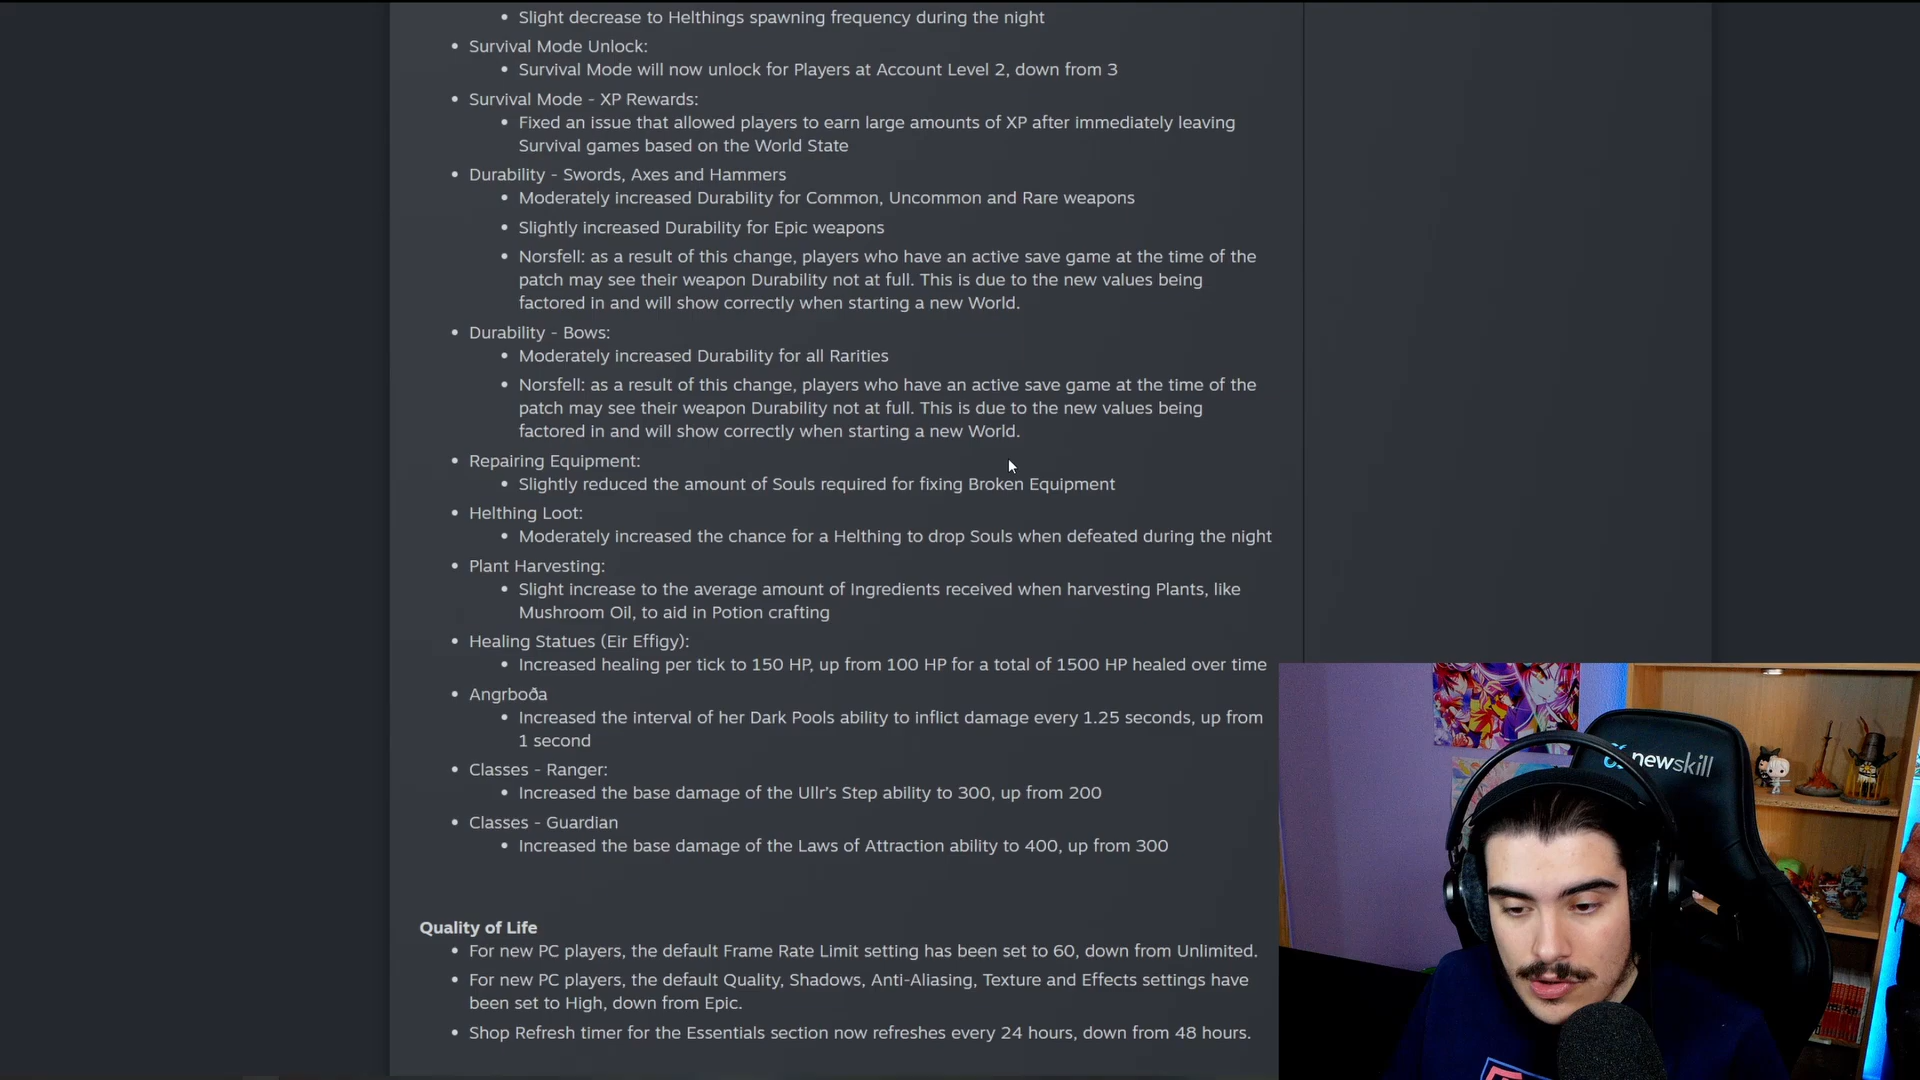 Slight decrease to Helthings spawning frequency during the night
Survival Mode Unlock:
Survival Mode will now unlock for Players at Account Level 2, down from 3
Survival Mode - XP Rewards:
Fixed an issue that allowed players to earn large amounts of XP after immediately leaving
Survival games based on the World State
Durability - Swords, Axes and Hammers
Moderately increased Durability for Common, Uncommon and Rare weapons
Slightly increased Durability for Epic weapons
Norsfell: as a result of this change, players who have an active save game at the time of the
patch may see their weapon Durability not at full. This is due to the new values being
factored in and will show correctly when starting a new World.
Durability - Bows:
Moderately increased Durability for all Rarities
Norsfell: as a result of this change, players who have an active save game at the time of the
patch may see their weapon Durability not at full. This is due to the new values being
factored in and will show correctly when starting a new World.
Repairing Equipment:
Slightly reduced the amount of Souls required for fixing Broken Equipment
Helthing Loot:
Moderately increased the chance for a Helthing to drop Souls when defeated during the night
Plant Harvesting:
Slight increase to the average amount of Ingredients received when harvesting Plants, like
Mushroom Oil, to aid in Potion crafting
Healing Statues (Eir Effigy):
Increased healing per tick to 150 HP, up from 100 HP for a total of 1500 HP healed over time
Angrboða
Increased the interval of her Dark Pools ability to inflict damage every 1.25 seconds, up from
1 second
Classes - Ranger:
Increased the base damage of the Ullr's Step ability to 300, up from 200
Classes - Guardian
Increased the base damage of the Laws of Attraction ability to 400, up from 300
Quality of Life
For new PC players, the default Frame Rate Limit setting has been set to 60, down from Unlimited.
For new PC players, the default Quality, Shadows, Anti-Aliasing, Texture and Effects settings have
been set to High, down from Epic.
Shop Refresh timer for the Essentials section now refreshes every 24 hours, down from 48 hours.
newskill